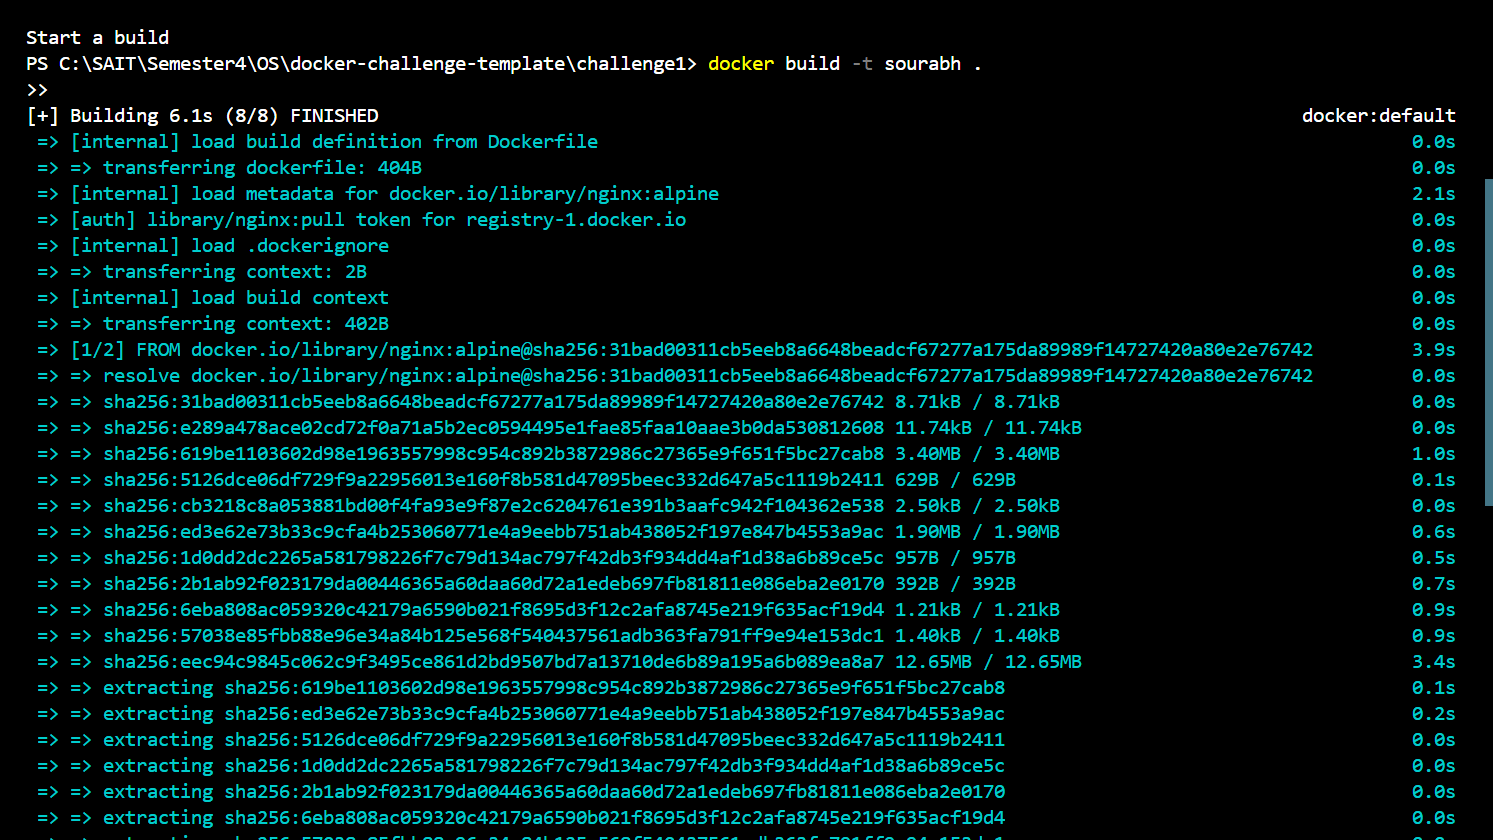 Start a build
PS C:\SAIT\Semester4\OS\docker-challenge-template\challenge1> docker build -t sourabh .
>>
[+] Building 6.1s (8/8) FINISHED docker:default
=> [internal] load build definition from Dockerfile 0.0s
=> => transferring dockerfile: 404B 0.0s
=> [internal] load metadata for docker.io/library/nginx:alpine 2.1s
=> [auth] library/nginx:pull token for registry-1.docker.io 0.0s
=> [internal] load .dockerignore 0.0s
=> => transferring context: 2B 0.0s
=> [internal] load build context 0.0s
=> => transferring context: 402B 0.0s
=> [1/2] FROM docker.io/library/nginx:alpine@sha256:31bad00311cb5eeb8a6648beadcf67277a175da89989f14727420a80e2e76742 3.9s
=> => resolve docker.io/library/nginx:alpine@sha256:31bad00311cb5eeb8a6648beadcf67277a175da89989f14727420a80e2e76742 0.0s
=> => sha256:31bad00311cb5eeb8a6648beadcf67277a175da89989f14727420a80e2e76742 8.71kB / 8.71kB 0.0s
=> => sha256:e289a478ace02cd72f0a71a5b2ec0594495e1fae85faa10aae3b0da530812608 11.74kB / 11.74kB 0.0s
=> => sha256:619be1103602d98e1963557998c954c892b3872986c27365e9f651f5bc27cab8 3.40MB / 3.40MB 1.0s
=> => sha256:5126dce06df729f9a22956013e160f8b581d47095beec332d647a5c1119b2411 629B / 629B 0.1s
=> => sha256:cb3218c8a053881bd00f4fa93e9f87e2c6204761e391b3aafc942f104362e538 2.50kB / 2.50kB 0.0s
=> => sha256:ed3e62e73b33c9cfa4b253060771e4a9eebb751ab438052f197e847b4553a9ac 1.90MB / 1.90MB 0.6s
=> => sha256:1d0dd2dc2265a581798226f7c79d134ac797f42db3f934dd4af1d38a6b89ce5c 957B / 957B 0.5s
=> => sha256:2b1ab92f023179da00446365a60daa60d72a1edeb697fb81811e086eba2e0170 392B / 392B 0.7s
=> => sha256:6eba808ac059320c42179a6590b021f8695d3f12c2afa8745e219f635acf19d4 1.21kB / 1.21kB 0.9s
=> => sha256:57038e85fbb88e96e34a84b125e568f540437561adb363fa791ff9e94e153dc1 1.40kB / 1.40kB 0.9s
=> => sha256:eec94c9845c062c9f3495ce861d2bd9507bd7a13710de6b89a195a6b089ea8a7 12.65MB / 12.65MB 3.4s
=> => extracting sha256:619be1103602d98e1963557998c954c892b3872986c27365e9f651f5bc27cab8 0.1s
=> => extracting sha256:ed3e62e73b33c9cfa4b253060771e4a9eebb751ab438052f197e847b4553a9ac 0.2s
=> => extracting sha256:5126dce06df729f9a22956013e160f8b581d47095beec332d647a5c1119b2411 0.0s
=> => extracting sha256:1d0dd2dc2265a581798226f7c79d134ac797f42db3f934dd4af1d38a6b89ce5c 0.0s
=> => extracting sha256:2b1ab92f023179da00446365a60daa60d72a1edeb697fb81811e086eba2e0170 0.0s
=> => extracting sha256:6eba808ac059320c42179a6590b021f8695d3f12c2afa8745e219f635acf19d4 0.0s